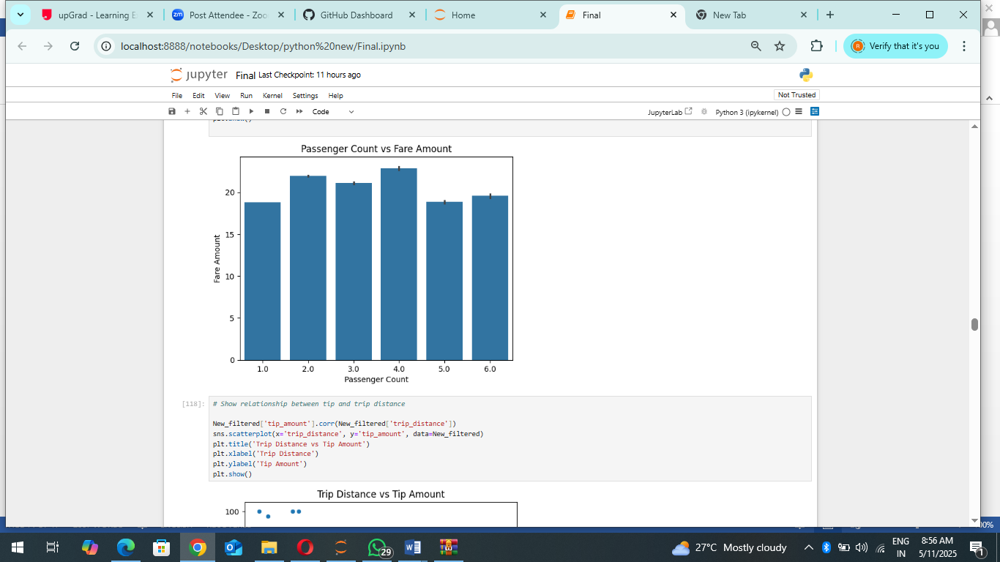 upGrad - Learning E
Post Attendee - Zoo
GitHub Dashboard
Home
Final
New Tab
localhost:8888/notebooks/Desktop/python%20new/Final.ipynb
Verify that it's you
jupyter Final Last Checkpoint: 11 hours ago
File Edit View Run Kernel Settings Help
Not Trusted
Code
JupyterLab
Python 3 (ipykernel)
Passenger Count vs Fare Amount
20
15
10
5
0
Fare Amount
1.0 2.0 3.0 4.0 5.0 6.0
Passenger Count
[118]:
# Show relationship between tip and trip distance
New_filtered['tip_amount'].corr(New_filtered['trip_distance'])
sns.scatterplot(x='trip_distance', y='tip_amount', data=New_filtered)
plt.title('Trip Distance vs Tip Amount')
plt.xlabel('Trip Distance')
plt.ylabel('Tip Amount')
plt.show()
Trip Distance vs Tip Amount
100
29
27°C Mostly cloudy
ENG
IN
8:56 AM
5/11/2025
1